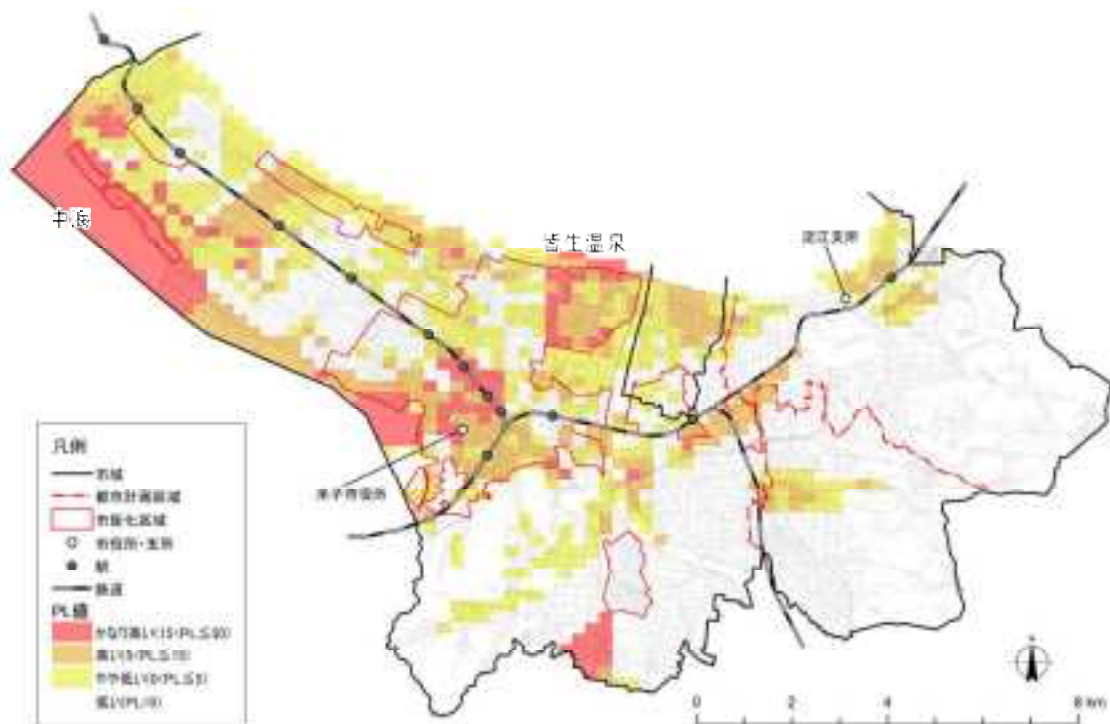 中海
皆生温泉
淀江支所
米子市役所
凡例
市域
都市計画区域
市街化区域
市役所・支所
駅
鉄道
PL値
かなり高い(15<PL≦30)
高い(5<PL≦15)
やや低い(0<PL≦5)
低い(PL=0)
0 2 4 8 km